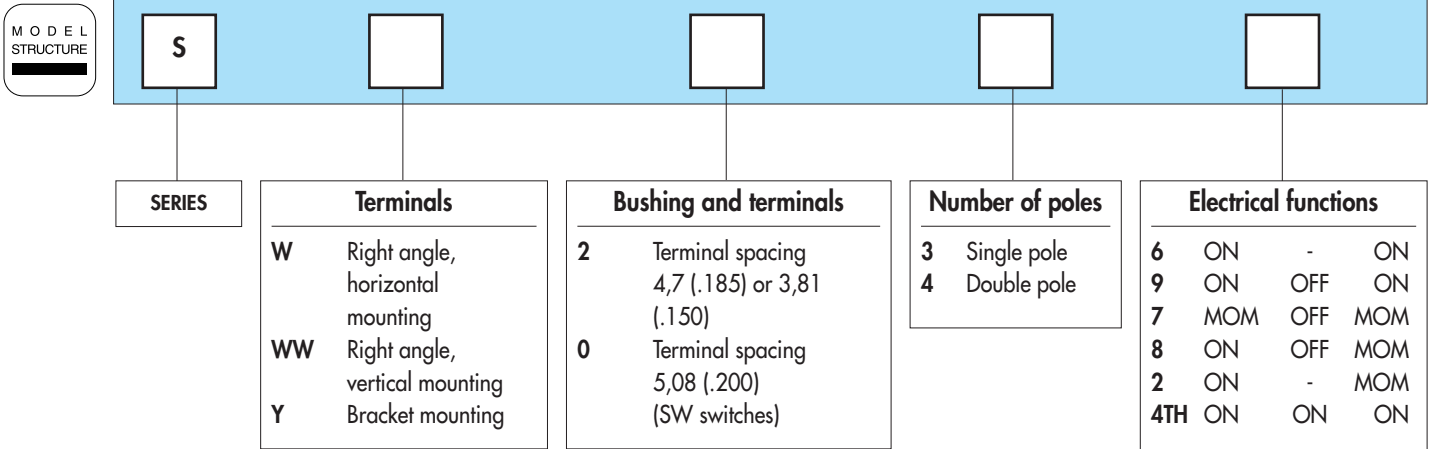 MODEL
STRUCTURE
S
SERIES
Terminals
W Right angle,
horizontal
mounting
WW Right angle,
vertical mounting
Y Bracket mounting
Bushing and terminals
2 Terminal spacing
4,7 (.185) or 3,81
(.150)
0 Terminal spacing
5,08 (.200)
(SW switches)
Number of poles
3 Single pole
4 Double pole
Electrical functions
6 ON - ON
9 ON OFF ON
7 MOM OFF MOM
8 ON OFF MOM
2 ON - MOM
4TH ON ON ON